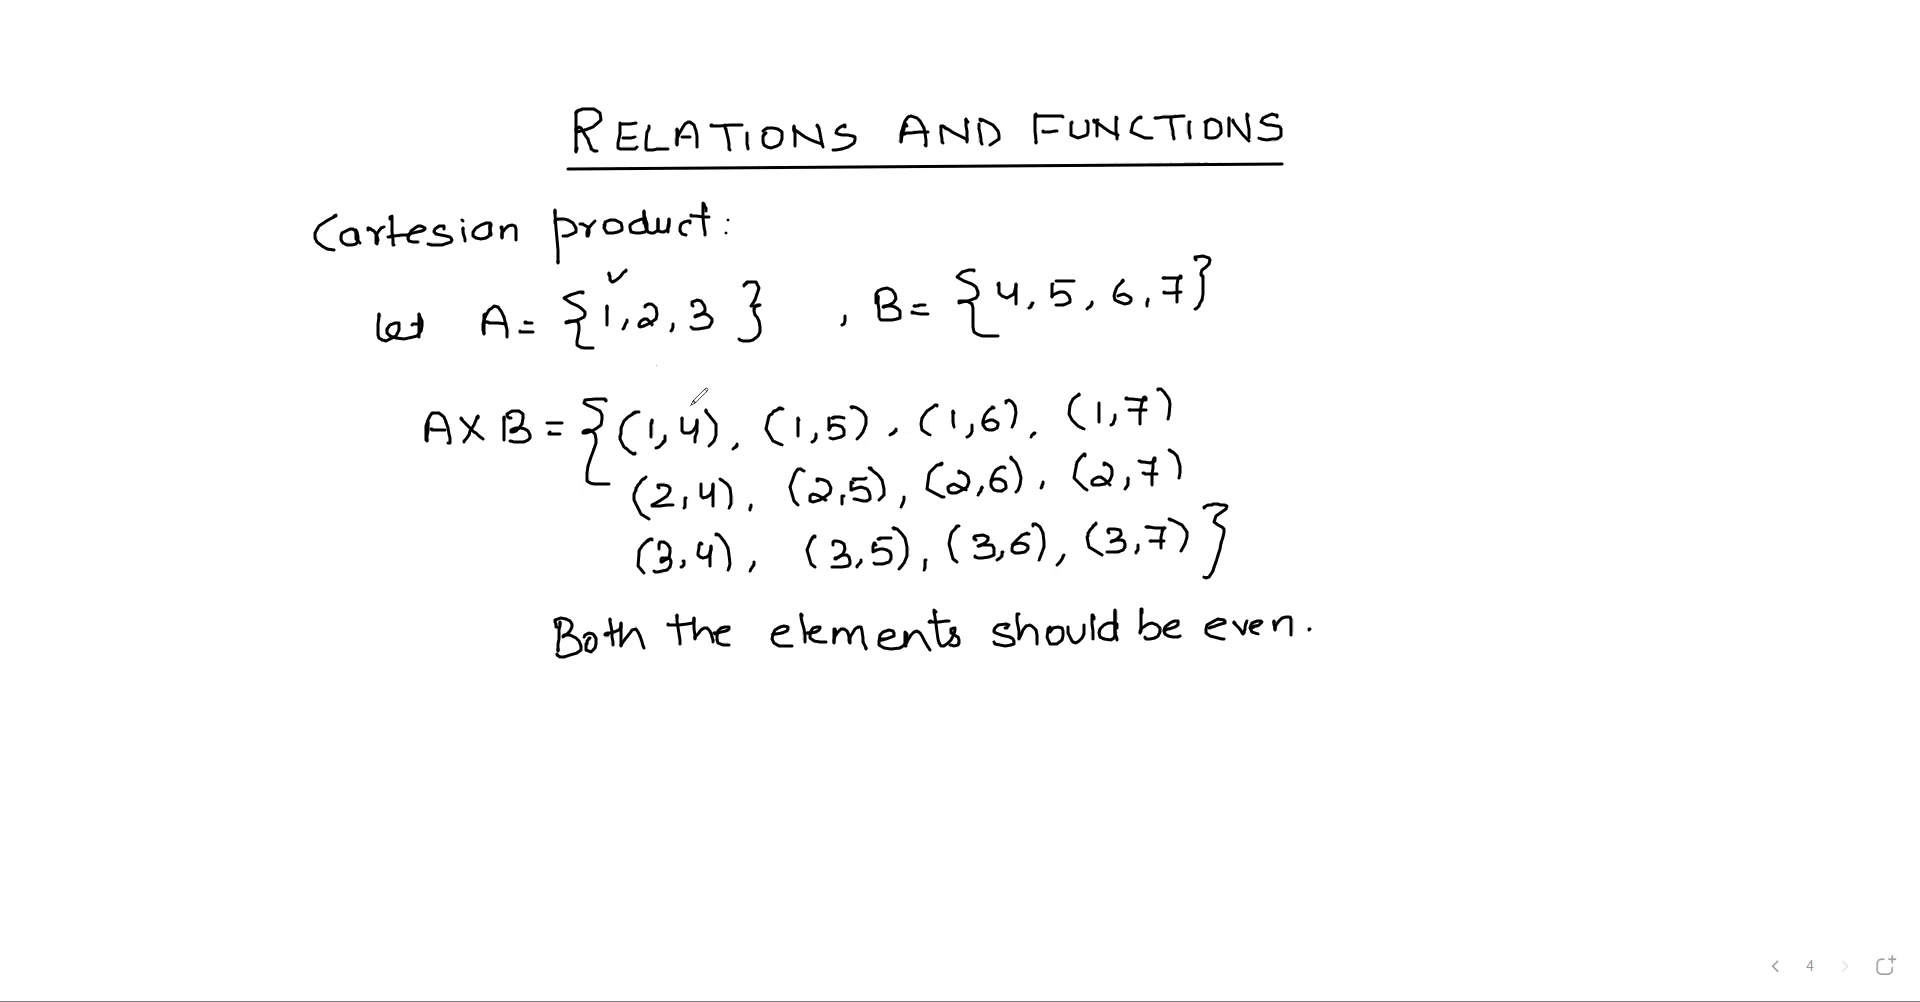 RELATIONS AND FUNCTIONS
Cartesian product:
let A = {1, 2, 3 } , B = {4, 5, 6, 7}
A X B = {(1, 4), (1, 5), (1, 6), (1, 7)
(2, 4), (2, 5), (2, 6), (2, 7)
(3, 4), (3, 5), (3, 6), (3, 7)}
Both the elements should be even.
< 4 >